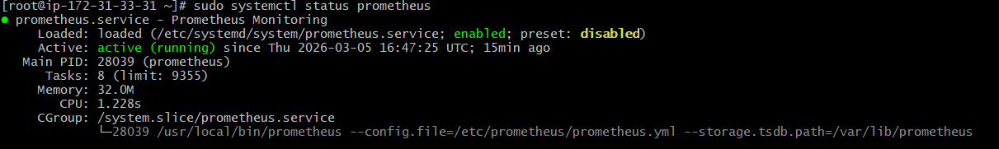 [root@ip-172-31-33-31 ~]# sudo systemctl status prometheus
● prometheus.service - Prometheus Monitoring
Loaded: loaded (/etc/systemd/system/prometheus.service; enabled; preset: disabled)
Active: active (running) since Thu 2026-03-05 16:47:25 UTC; 15min ago
Main PID: 28039 (prometheus)
Tasks: 8 (limit: 9355)
Memory: 32.0M
CPU: 1.228s
CGroup: /system.slice/prometheus.service
└─28039 /usr/local/bin/prometheus --config.file=/etc/prometheus/prometheus.yml --storage.tsdb.path=/var/lib/prometheus